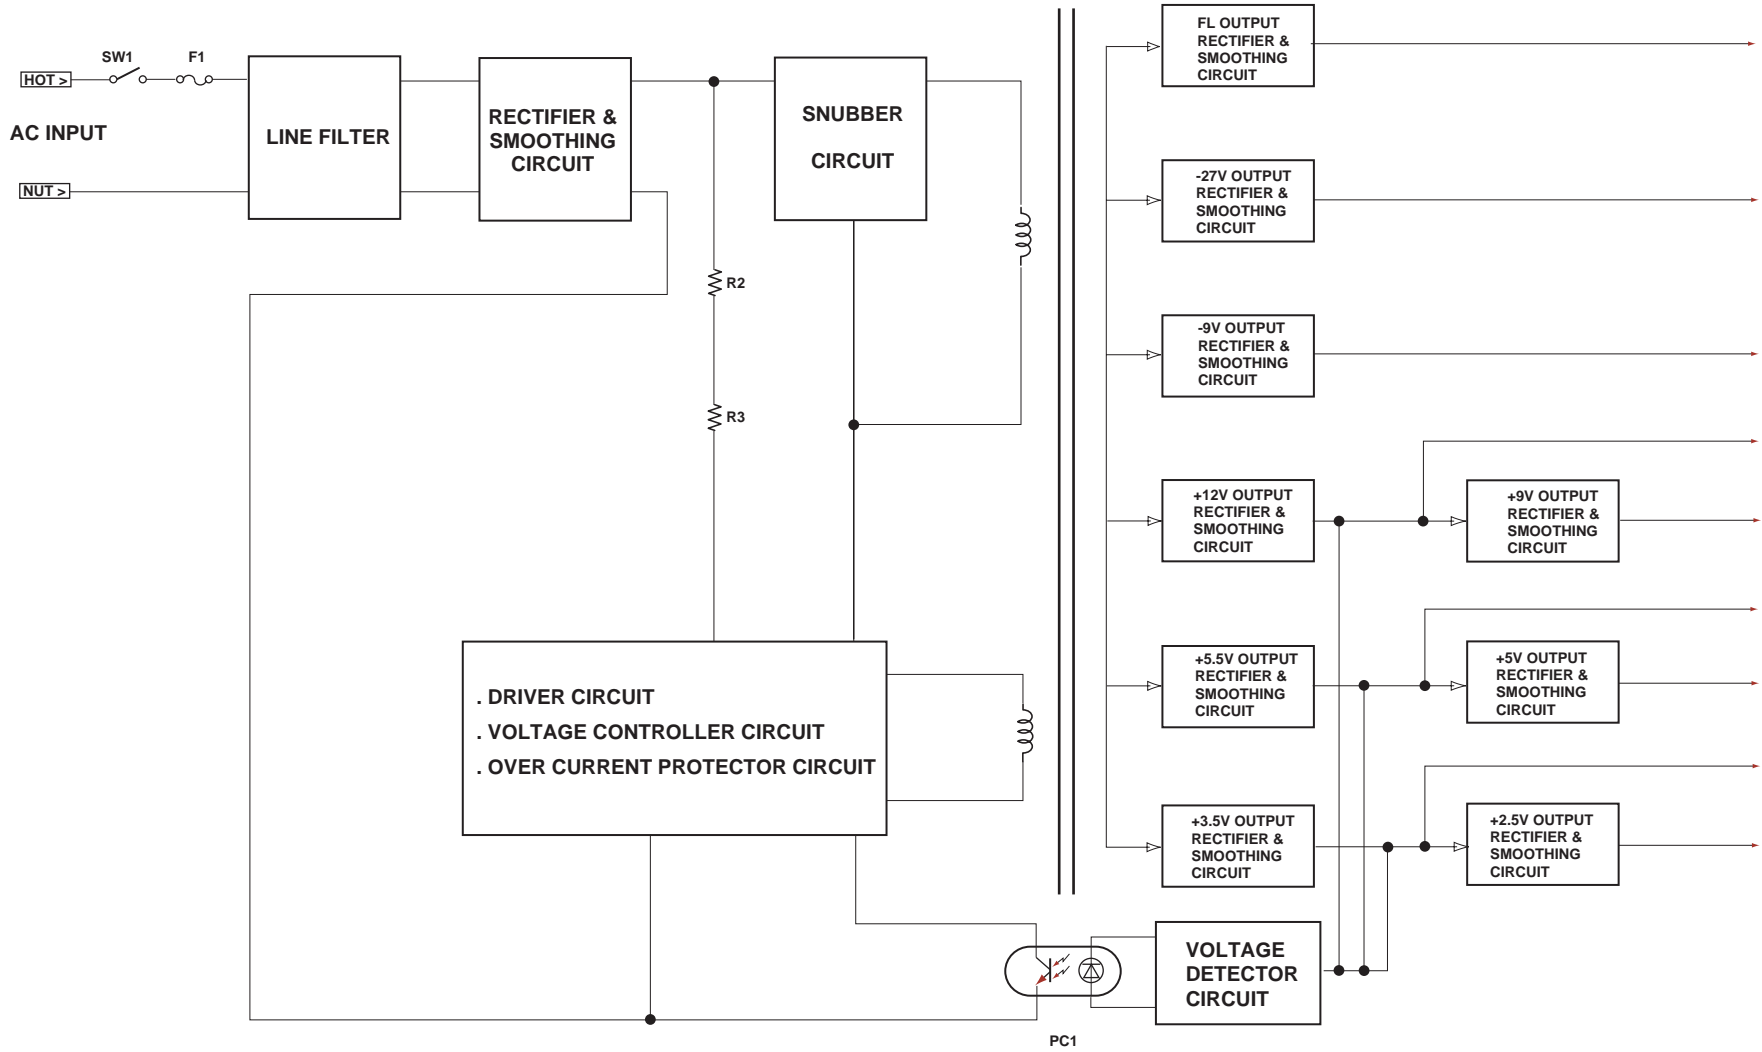 SW1
F1
HOT >
AC INPUT
NUT >
LINE FILTER
RECTIFIER &
SMOOTHING
CIRCUIT
SNUBBER
CIRCUIT
R2
R3
. DRIVER CIRCUIT
. VOLTAGE CONTROLLER CIRCUIT
. OVER CURRENT PROTECTOR CIRCUIT
FL OUTPUT
RECTIFIER &
SMOOTHING
CIRCUIT
-27V OUTPUT
RECTIFIER &
SMOOTHING
CIRCUIT
-9V OUTPUT
RECTIFIER &
SMOOTHING
CIRCUIT
+12V OUTPUT
RECTIFIER &
SMOOTHING
CIRCUIT
+9V OUTPUT
RECTIFIER &
SMOOTHING
CIRCUIT
+5.5V OUTPUT
RECTIFIER &
SMOOTHING
CIRCUIT
+5V OUTPUT
RECTIFIER &
SMOOTHING
CIRCUIT
+3.5V OUTPUT
RECTIFIER &
SMOOTHING
CIRCUIT
+2.5V OUTPUT
RECTIFIER &
SMOOTHING
CIRCUIT
VOLTAGE
DETECTOR
CIRCUIT
PC1